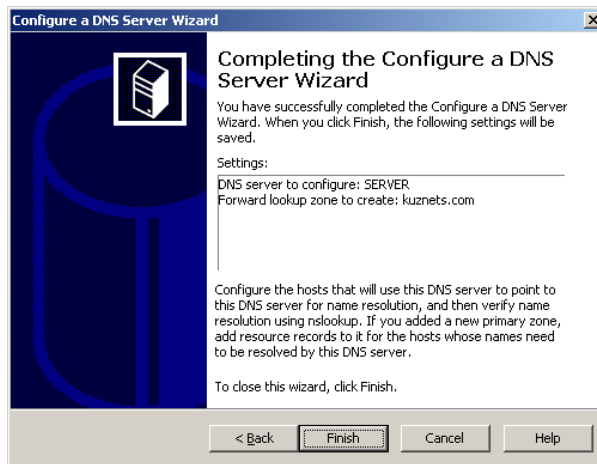 Configure a DNS Server Wizard
Completing the Configure a DNS
Server Wizard
You have successfully completed the Configure a DNS Server
Wizard. When you click Finish, the following settings will be
saved.
Settings:
DNS server to configure: SERVER
Forward lookup zone to create: kuznets.com
Configure the hosts that will use this DNS server to point to
this DNS server for name resolution, and then verify name
resolution using nslookup. If you added a new primary zone,
add resource records to it for the hosts whose names need
to be resolved by this DNS server.
To close this wizard, click Finish.
< Back Finish Cancel Help